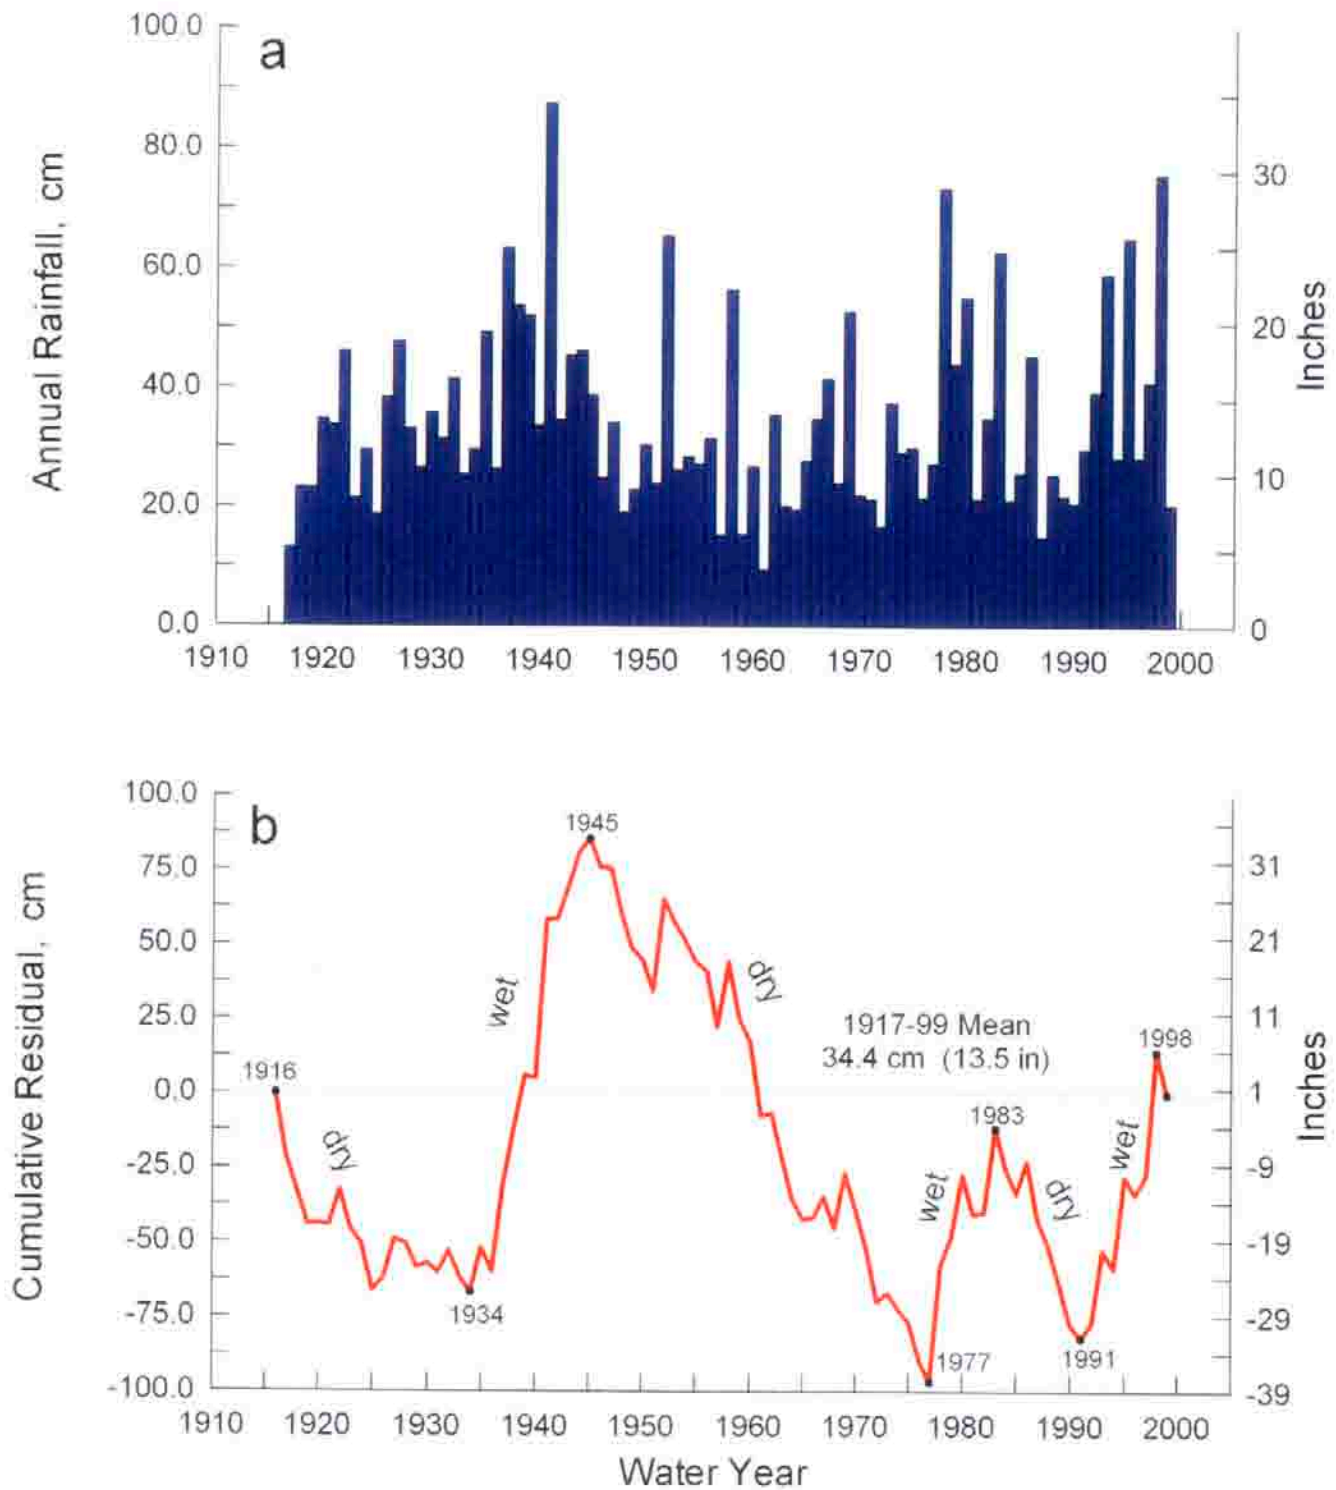 a
100.0
80.0
60.0
40.0
20.0
0.0
Annual Rainfall, cm
30
20
10
0
Inches
1910 1920 1930 1940 1950 1960 1970 1980 1990 2000
b
100.0
75.0
50.0
25.0
0.0
-25.0
-50.0
-75.0
-100.0
Cumulative Residual, cm
1916
dry
1934
wet
1945
dry
1917-99 Mean
34.4 cm (13.5 in)
1977
wet
1983
dry
1991
wet
1998
31
21
11
1
-9
-19
-29
-39
Inches
1910 1920 1930 1940 1950 1960 1970 1980 1990 2000
Water Year